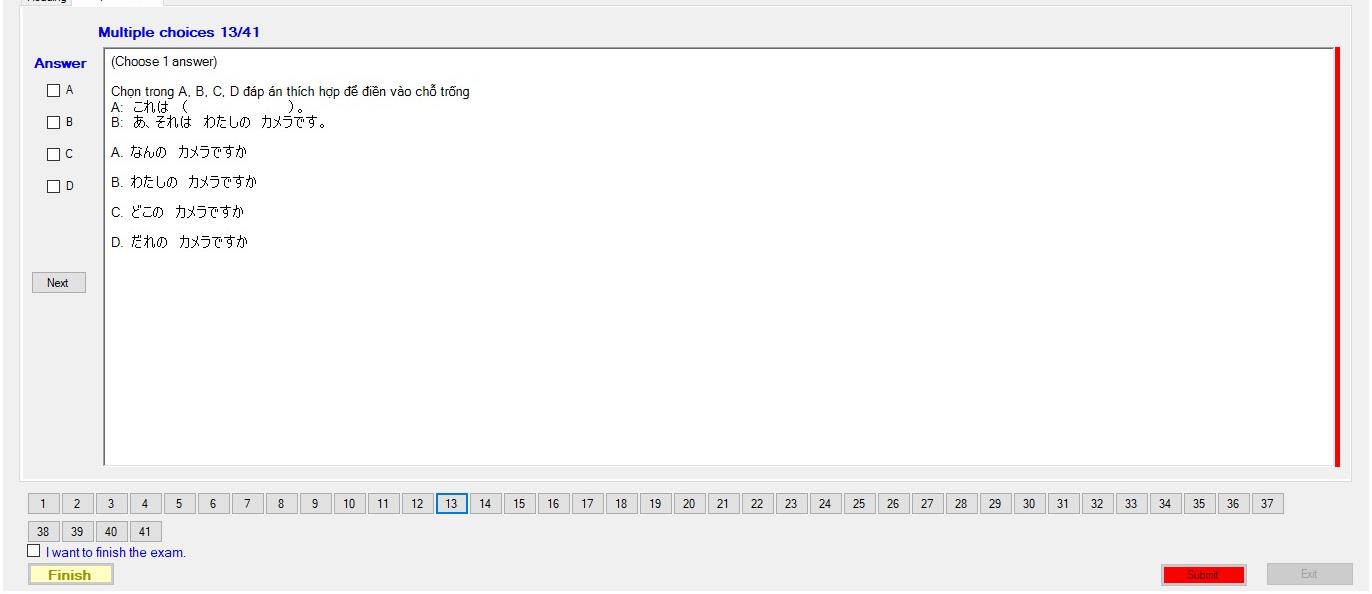 Multiple choices 13/41
Answer
(Choose 1 answer)
A
B
C
D
Chọn trong A, B, C, D đáp án thích hợp để điền vào chỗ trống
A: これは ( )。
B: あ、それは わたしの カメラです。
A. なんの カメラですか
B. わたしの カメラですか
C. どこの カメラですか
D. だれの カメラですか
Next
1 2 3 4 5 6 7 8 9 10 11 12 13 14 15 16 17 18 19 20 21 22 23 24 25 26 27 28 29 30 31 32 33 34 35 36 37
38 39 40 41
I want to finish the exam.
Finish
Submit
Exit